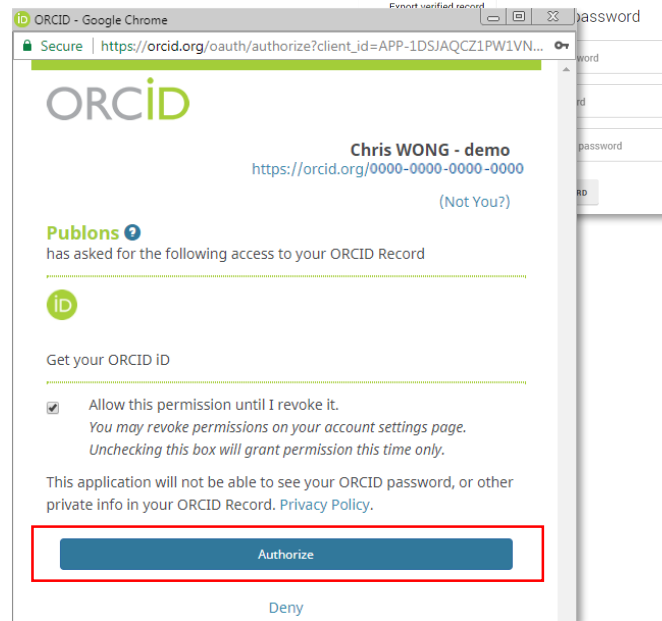 Export verified record
iD ORCID - Google Chrome
password
Secure | https://orcid.org/oauth/authorize?client_id=APP-1DSJAQCZ1PW1VN...
word
ORCiD
rd
password
Chris WONG - demo
https://orcid.org/0000-0000-0000-0000
RD
(Not You?)
Publons ?
has asked for the following access to your ORCID Record
iD
Get your ORCID iD
Allow this permission until I revoke it.
You may revoke permissions on your account settings page.
Unchecking this box will grant permission this time only.
This application will not be able to see your ORCID password, or other
private info in your ORCID Record. Privacy Policy.
Authorize
Deny